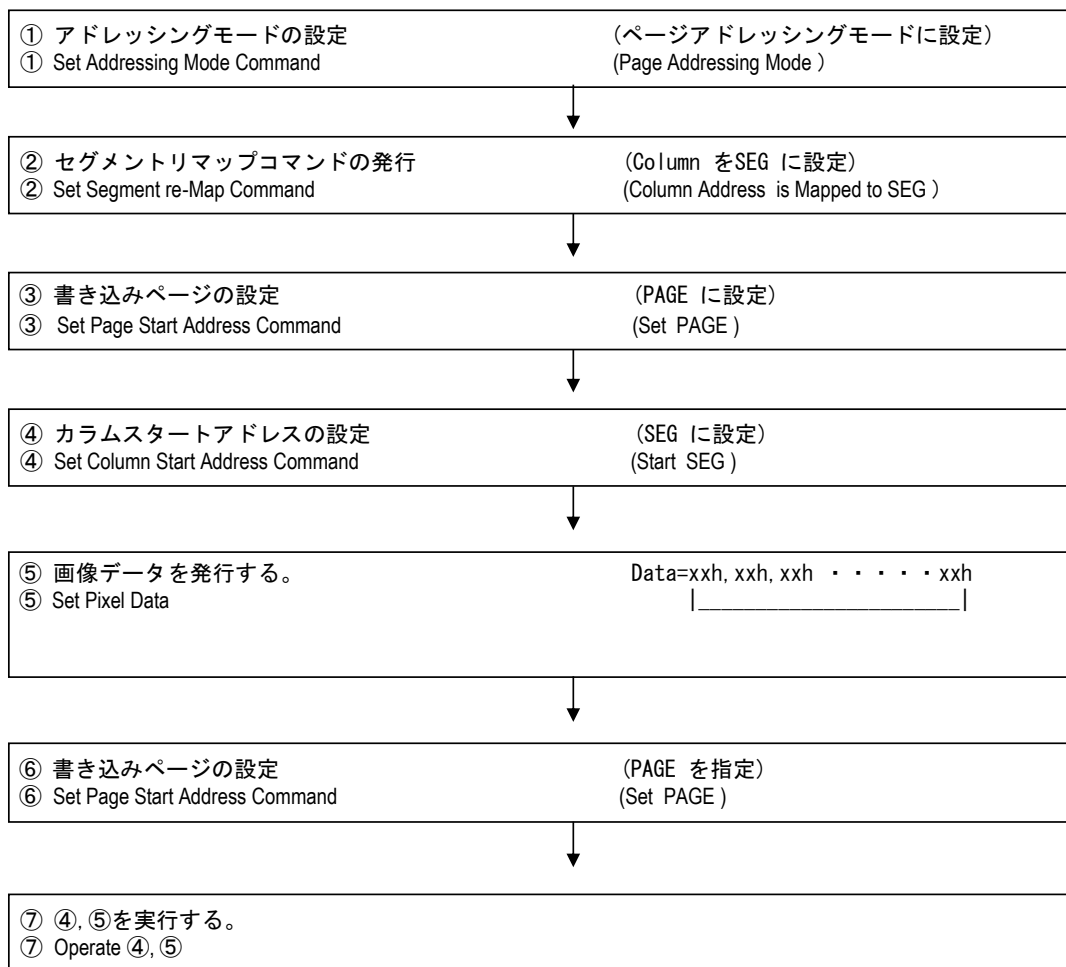 ① アドレッシングモードの設定 (ページアドレッシングモードに設定)
① Set Addressing Mode Command (Page Addressing Mode )
② セグメントリマップコマンドの発行 (Column をSEG に設定)
② Set Segment re-Map Command (Column Address is Mapped to SEG )
③ 書き込みページの設定 (PAGE に設定)
③ Set Page Start Address Command (Set PAGE )
④ カラムスタートアドレスの設定 (SEG に設定)
④ Set Column Start Address Command (Start SEG )
⑤ 画像データを発行する。 Data=xxh, xxh, xxh ・・・・・xxh
⑤ Set Pixel Data |_______________________|
⑥ 書き込みページの設定 (PAGE を指定)
⑥ Set Page Start Address Command (Set PAGE )
⑦ ④, ⑤を実行する。
⑦ Operate ④, ⑤